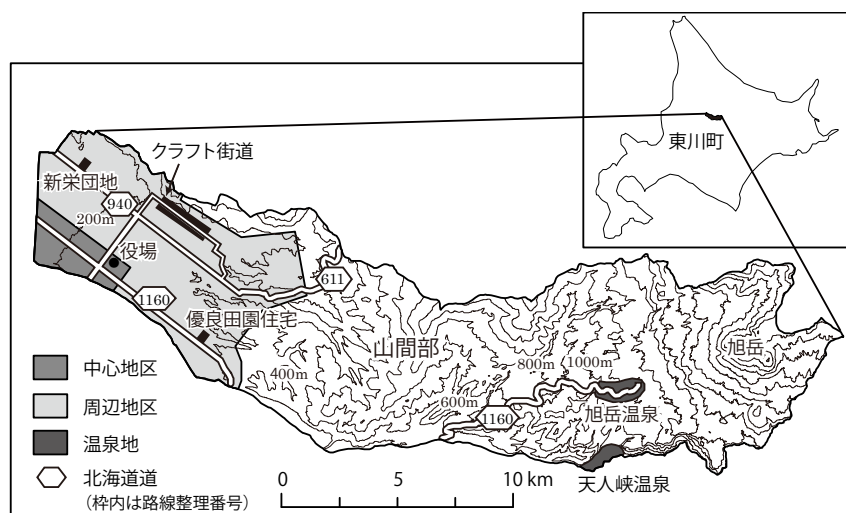 東川町
クラフト街道
新栄団地
940
200m
役場
611
1160
優良田園住宅
山間部
旭岳
800m
1000m
400m
600m
1160
旭岳温泉
天人峡温泉
中心地区
周辺地区
温泉地
北海道道
（枠内は路線整理番号）
0 5 10 km